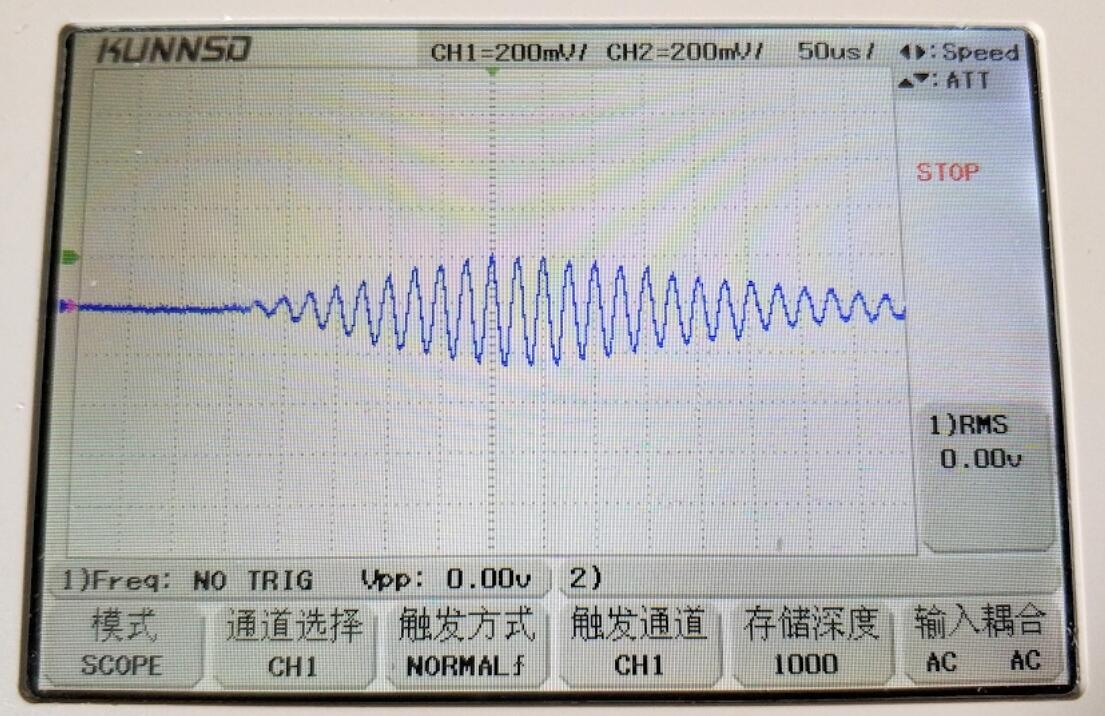 KUNNSD CH1=200mV/ CH2=200mV/ 50us/ ◀▶:Speed
▲▼:ATT
STOP
1)RMS
0.00v
1)Freq: NO TRIG Vpp: 0.00v 2)
模式 通道选择 触发方式 触发通道 存储深度 输入耦合
SCOPE CH1 NORMAL∮ CH1 1000 AC AC